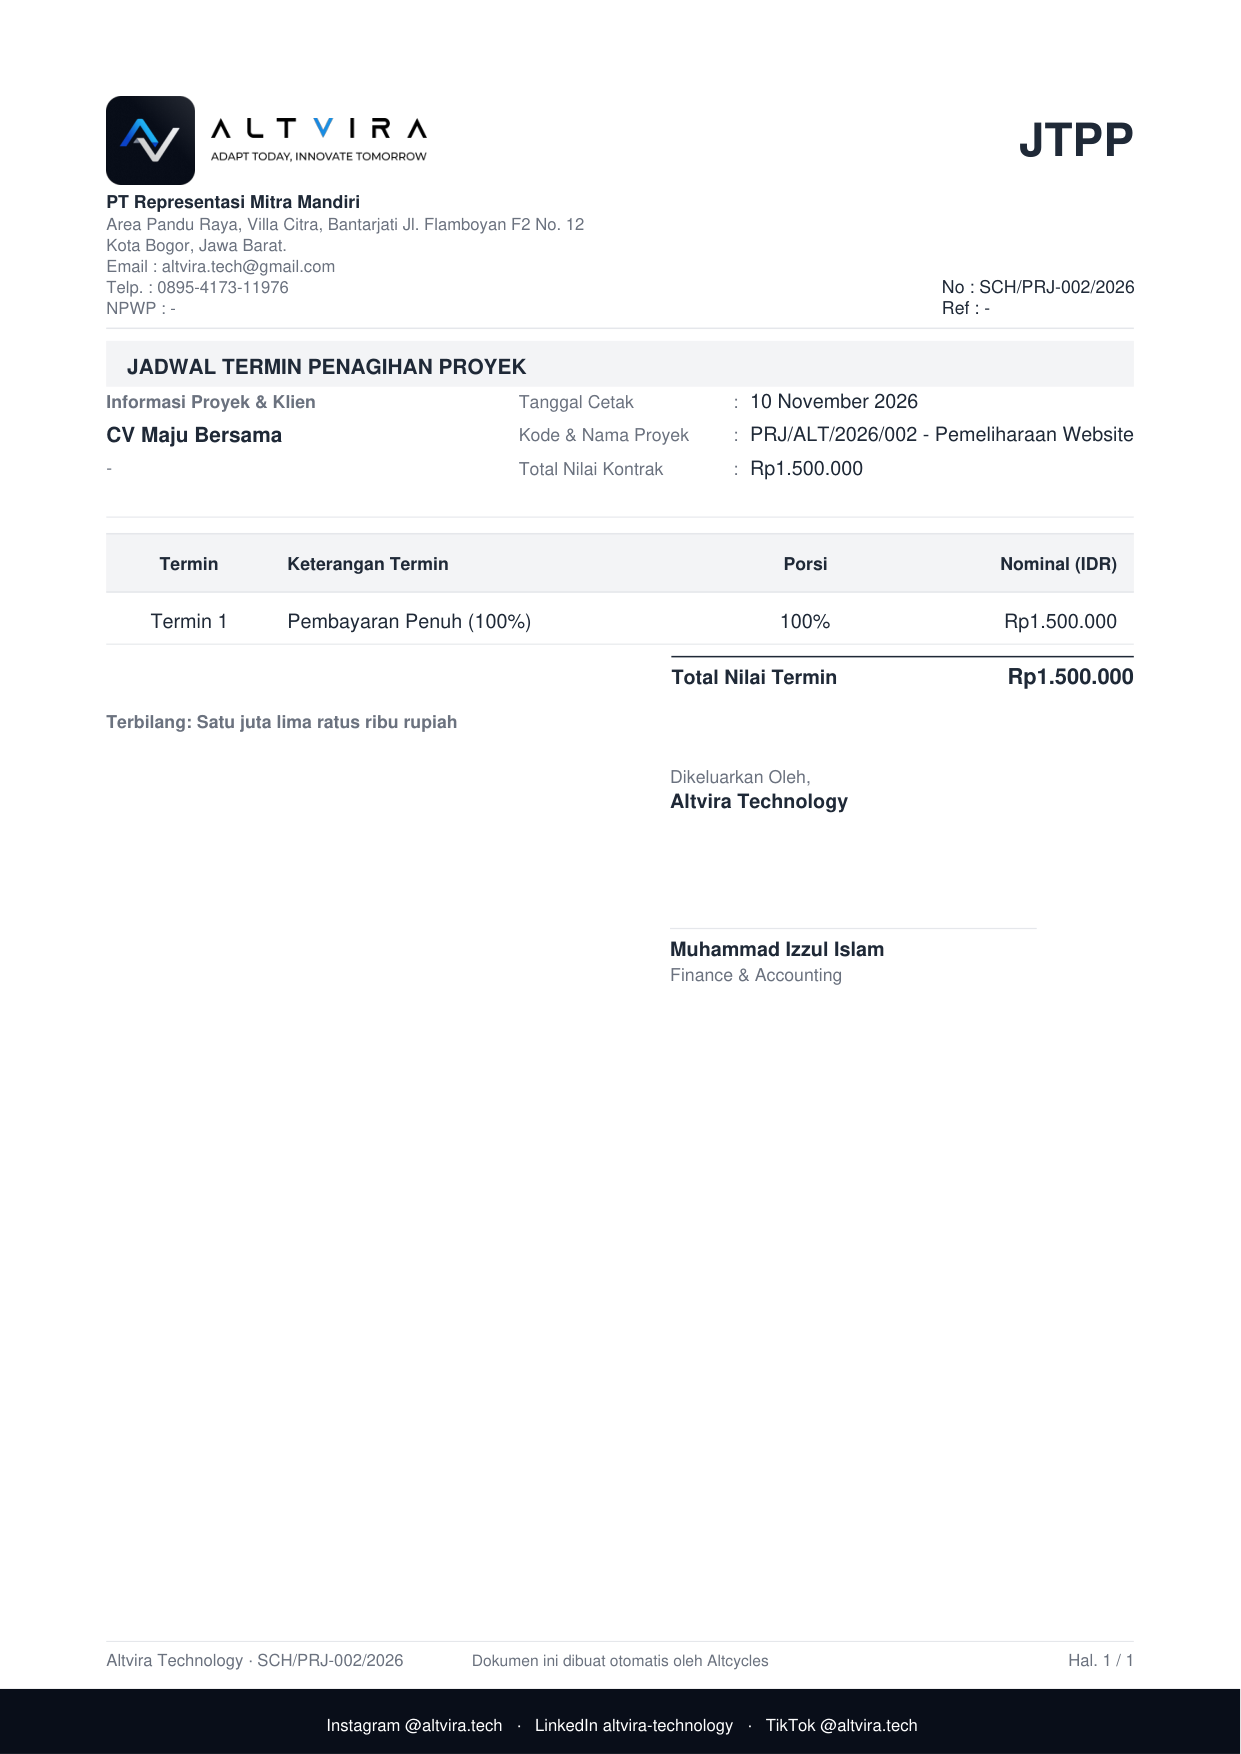 ALTVIRA
ADAPT TODAY, INNOVATE TOMORROW
JTPP
PT Representasi Mitra Mandiri
Area Pandu Raya, Villa Citra, Bantarjati Jl. Flamboyan F2 No. 12
Kota Bogor, Jawa Barat.
Email : altvira.tech@gmail.com
Telp. : 0895-4173-11976
NPWP : -
No : SCH/PRJ-002/2026
Ref : -
JADWAL TERMIN PENAGIHAN PROYEK
Informasi Proyek & Klien
CV Maju Bersama
-
Tanggal Cetak : 10 November 2026
Kode & Nama Proyek : PRJ/ALT/2026/002 - Pemeliharaan Website
Total Nilai Kontrak : Rp1.500.000
Termin Keterangan Termin Porsi Nominal (IDR)
Termin 1 Pembayaran Penuh (100%) 100% Rp1.500.000
Total Nilai Termin Rp1.500.000
Terbilang: Satu juta lima ratus ribu rupiah
Dikeluarkan Oleh,
Altvira Technology
Muhammad Izzul Islam
Finance & Accounting
Altvira Technology · SCH/PRJ-002/2026 Dokumen ini dibuat otomatis oleh Altcycles Hal. 1 / 1
Instagram @altvira.tech · LinkedIn altvira-technology · TikTok @altvira.tech